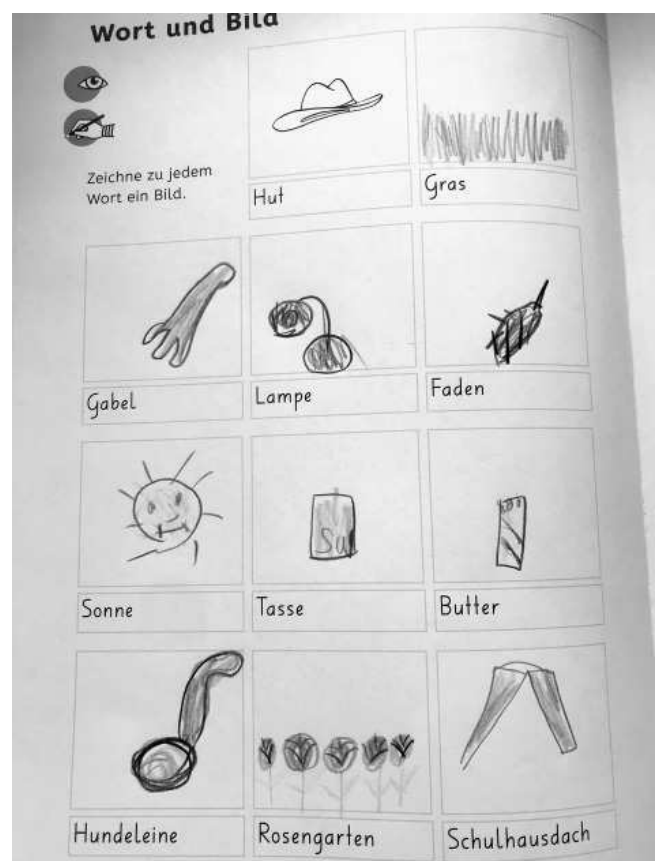 Wort und Bild
Zeichne zu jedem
Wort ein Bild.
Hut
Gras
Gabel
Lampe
Faden
Sonne
Tasse
Butter
Hundeleine
Rosengarten
Schulhausdach